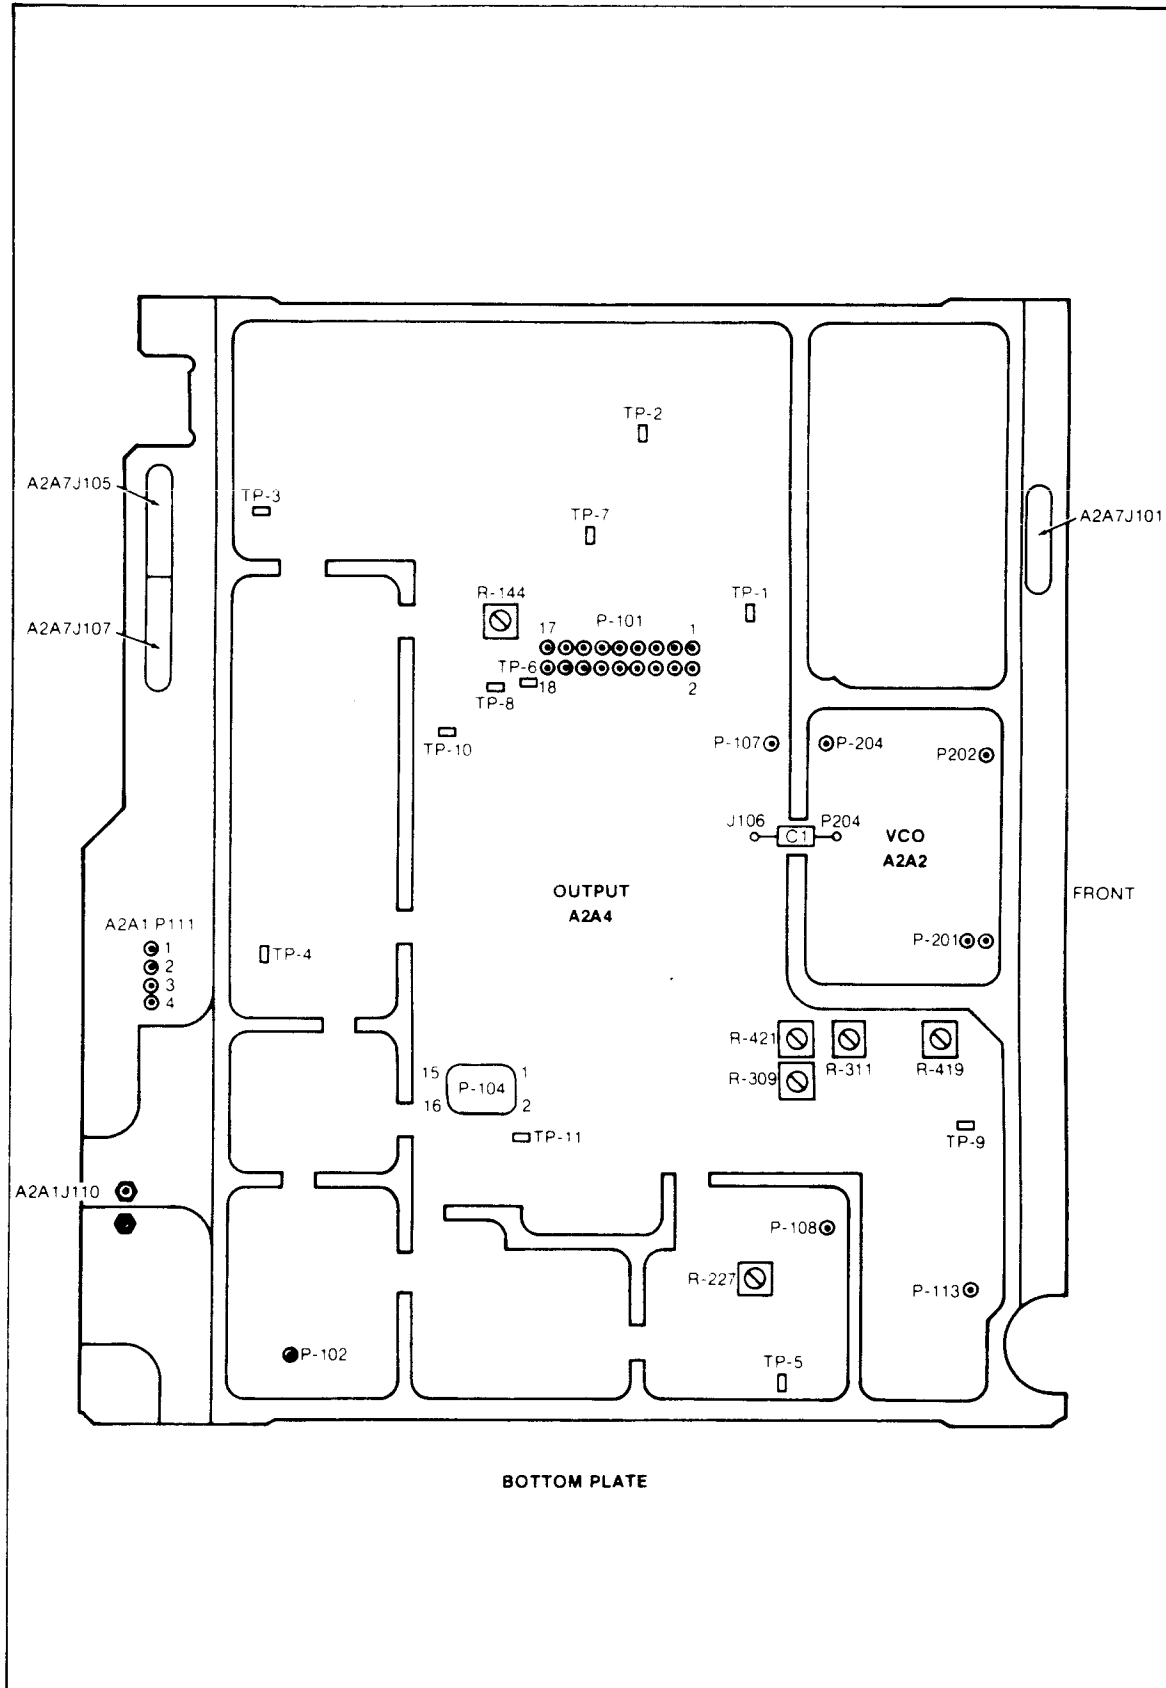 TP-2
A2A7J105
TP-3
TP-7
A2A7J101
R-144
TP-1
17 P-101 1
A2A7J107
TP-6
18 2
TP-8
TP-10
P-107 P-204
P202
J106 C1 P204
VCO
A2A2
OUTPUT
A2A4
FRONT
A2A1 P111
1
2
3
4
P-201
TP-4
R-421
R-311
R-419
R-309
15 1
P-104
16 2
TP-11
TP-9
A2A1J110
P-108
R-227
P-113
P-102
TP-5
BOTTOM PLATE